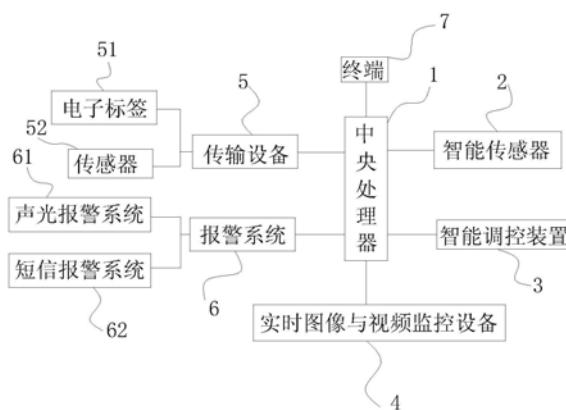 7
终端
51
电子标签
5
1
2
52
传感器
传输设备
中央处理器
智能传感器
61
声光报警系统
报警系统
智能调控装置
短信报警系统
62
6
3
实时图像与视频监控设备
4